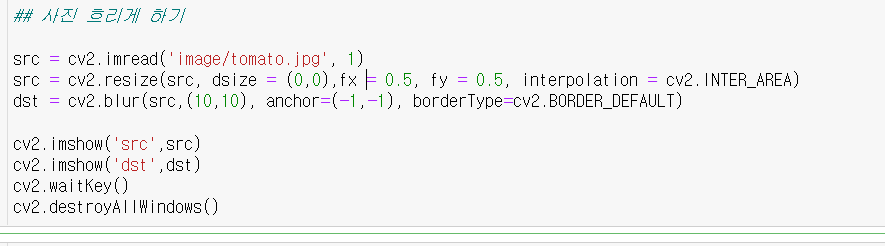 ## 사진 흐리게 하기
src = cv2.imread('image/tomato.jpg', 1)
src = cv2.resize(src, dsize = (0,0),fx = 0.5, fy = 0.5, interpolation = cv2.INTER_AREA)
dst = cv2.blur(src,(10,10), anchor=(-1,-1), borderType=cv2.BORDER_DEFAULT)
cv2.imshow('src',src)
cv2.imshow('dst',dst)
cv2.waitKey()
cv2.destroyAllWindows()